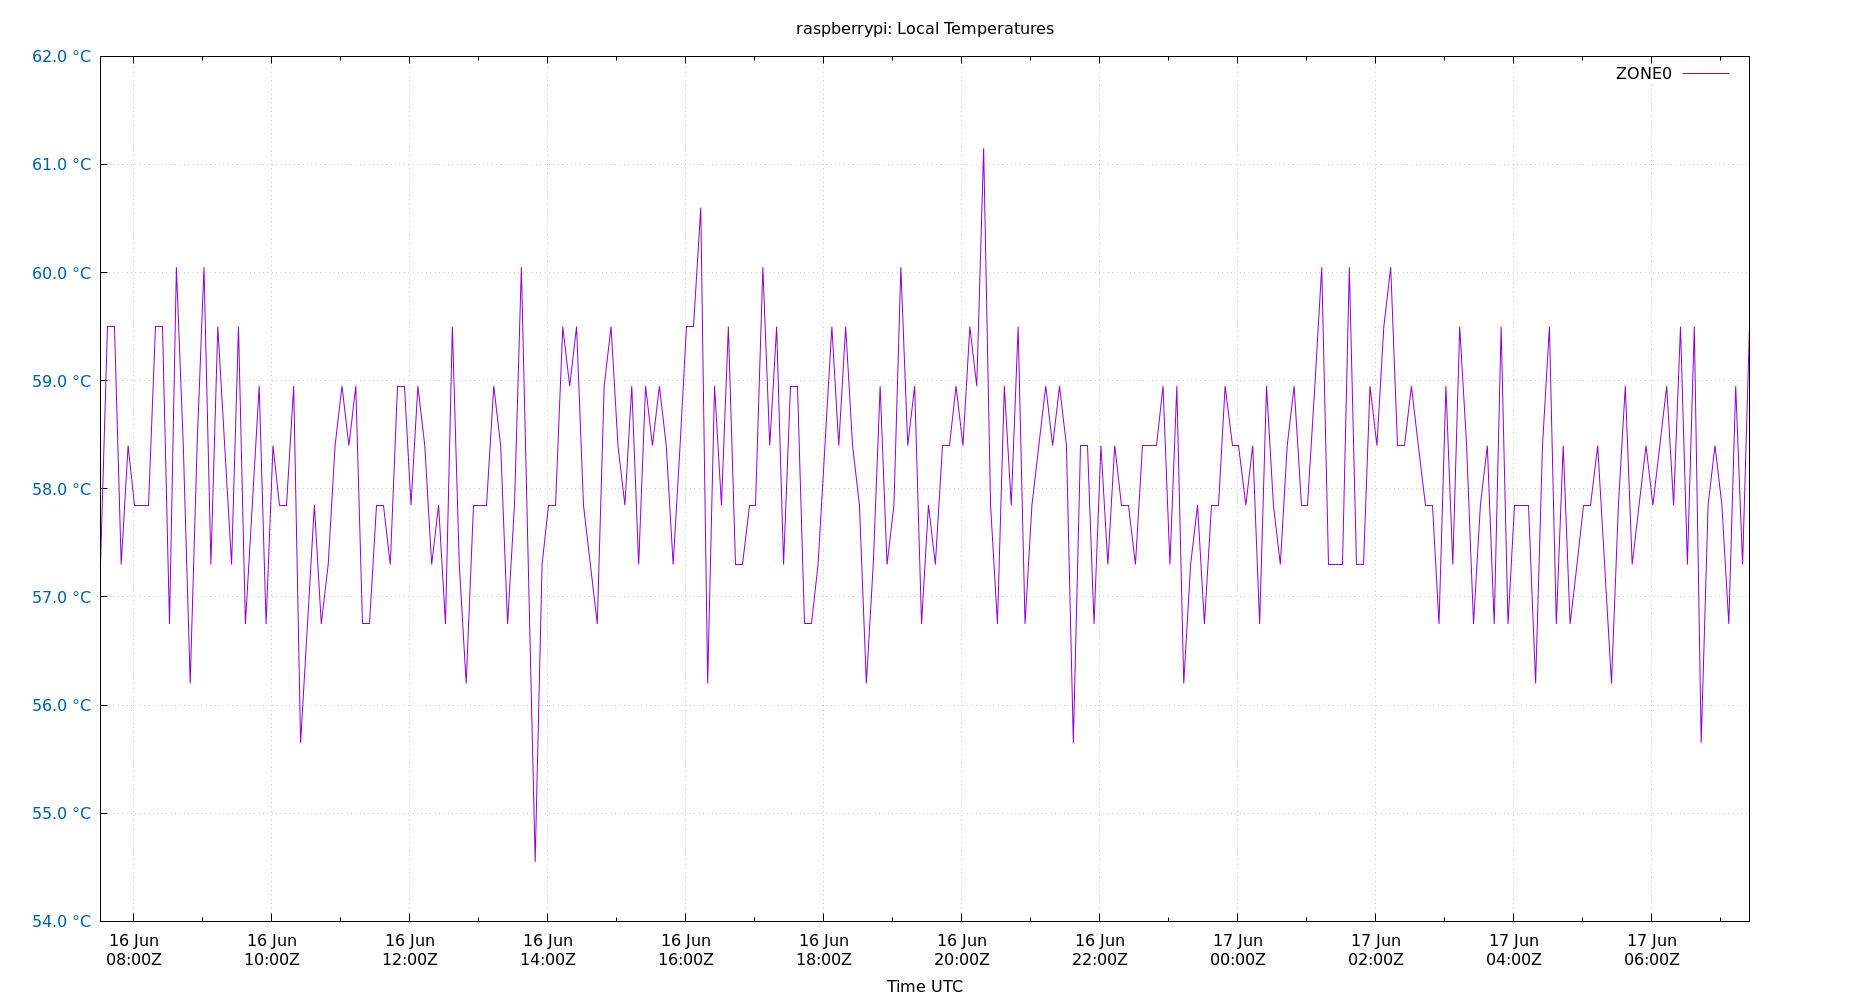 raspberrypi: Local Temperatures
62.0 °C
ZONE0
61.0 °C
60.0 °C
59.0 °C
58.0 °C
57.0 °C
56.0 °C
55.0 °C
54.0 °C
16 Jun 16 Jun 16 Jun 16 Jun 16 Jun 16 Jun 16 Jun 16 Jun 17 Jun 17 Jun 17 Jun 17 Jun
08:00Z 10:00Z 12:00Z 14:00Z 16:00Z 18:00Z 20:00Z 22:00Z 00:00Z 02:00Z 04:00Z 06:00Z
Time UTC